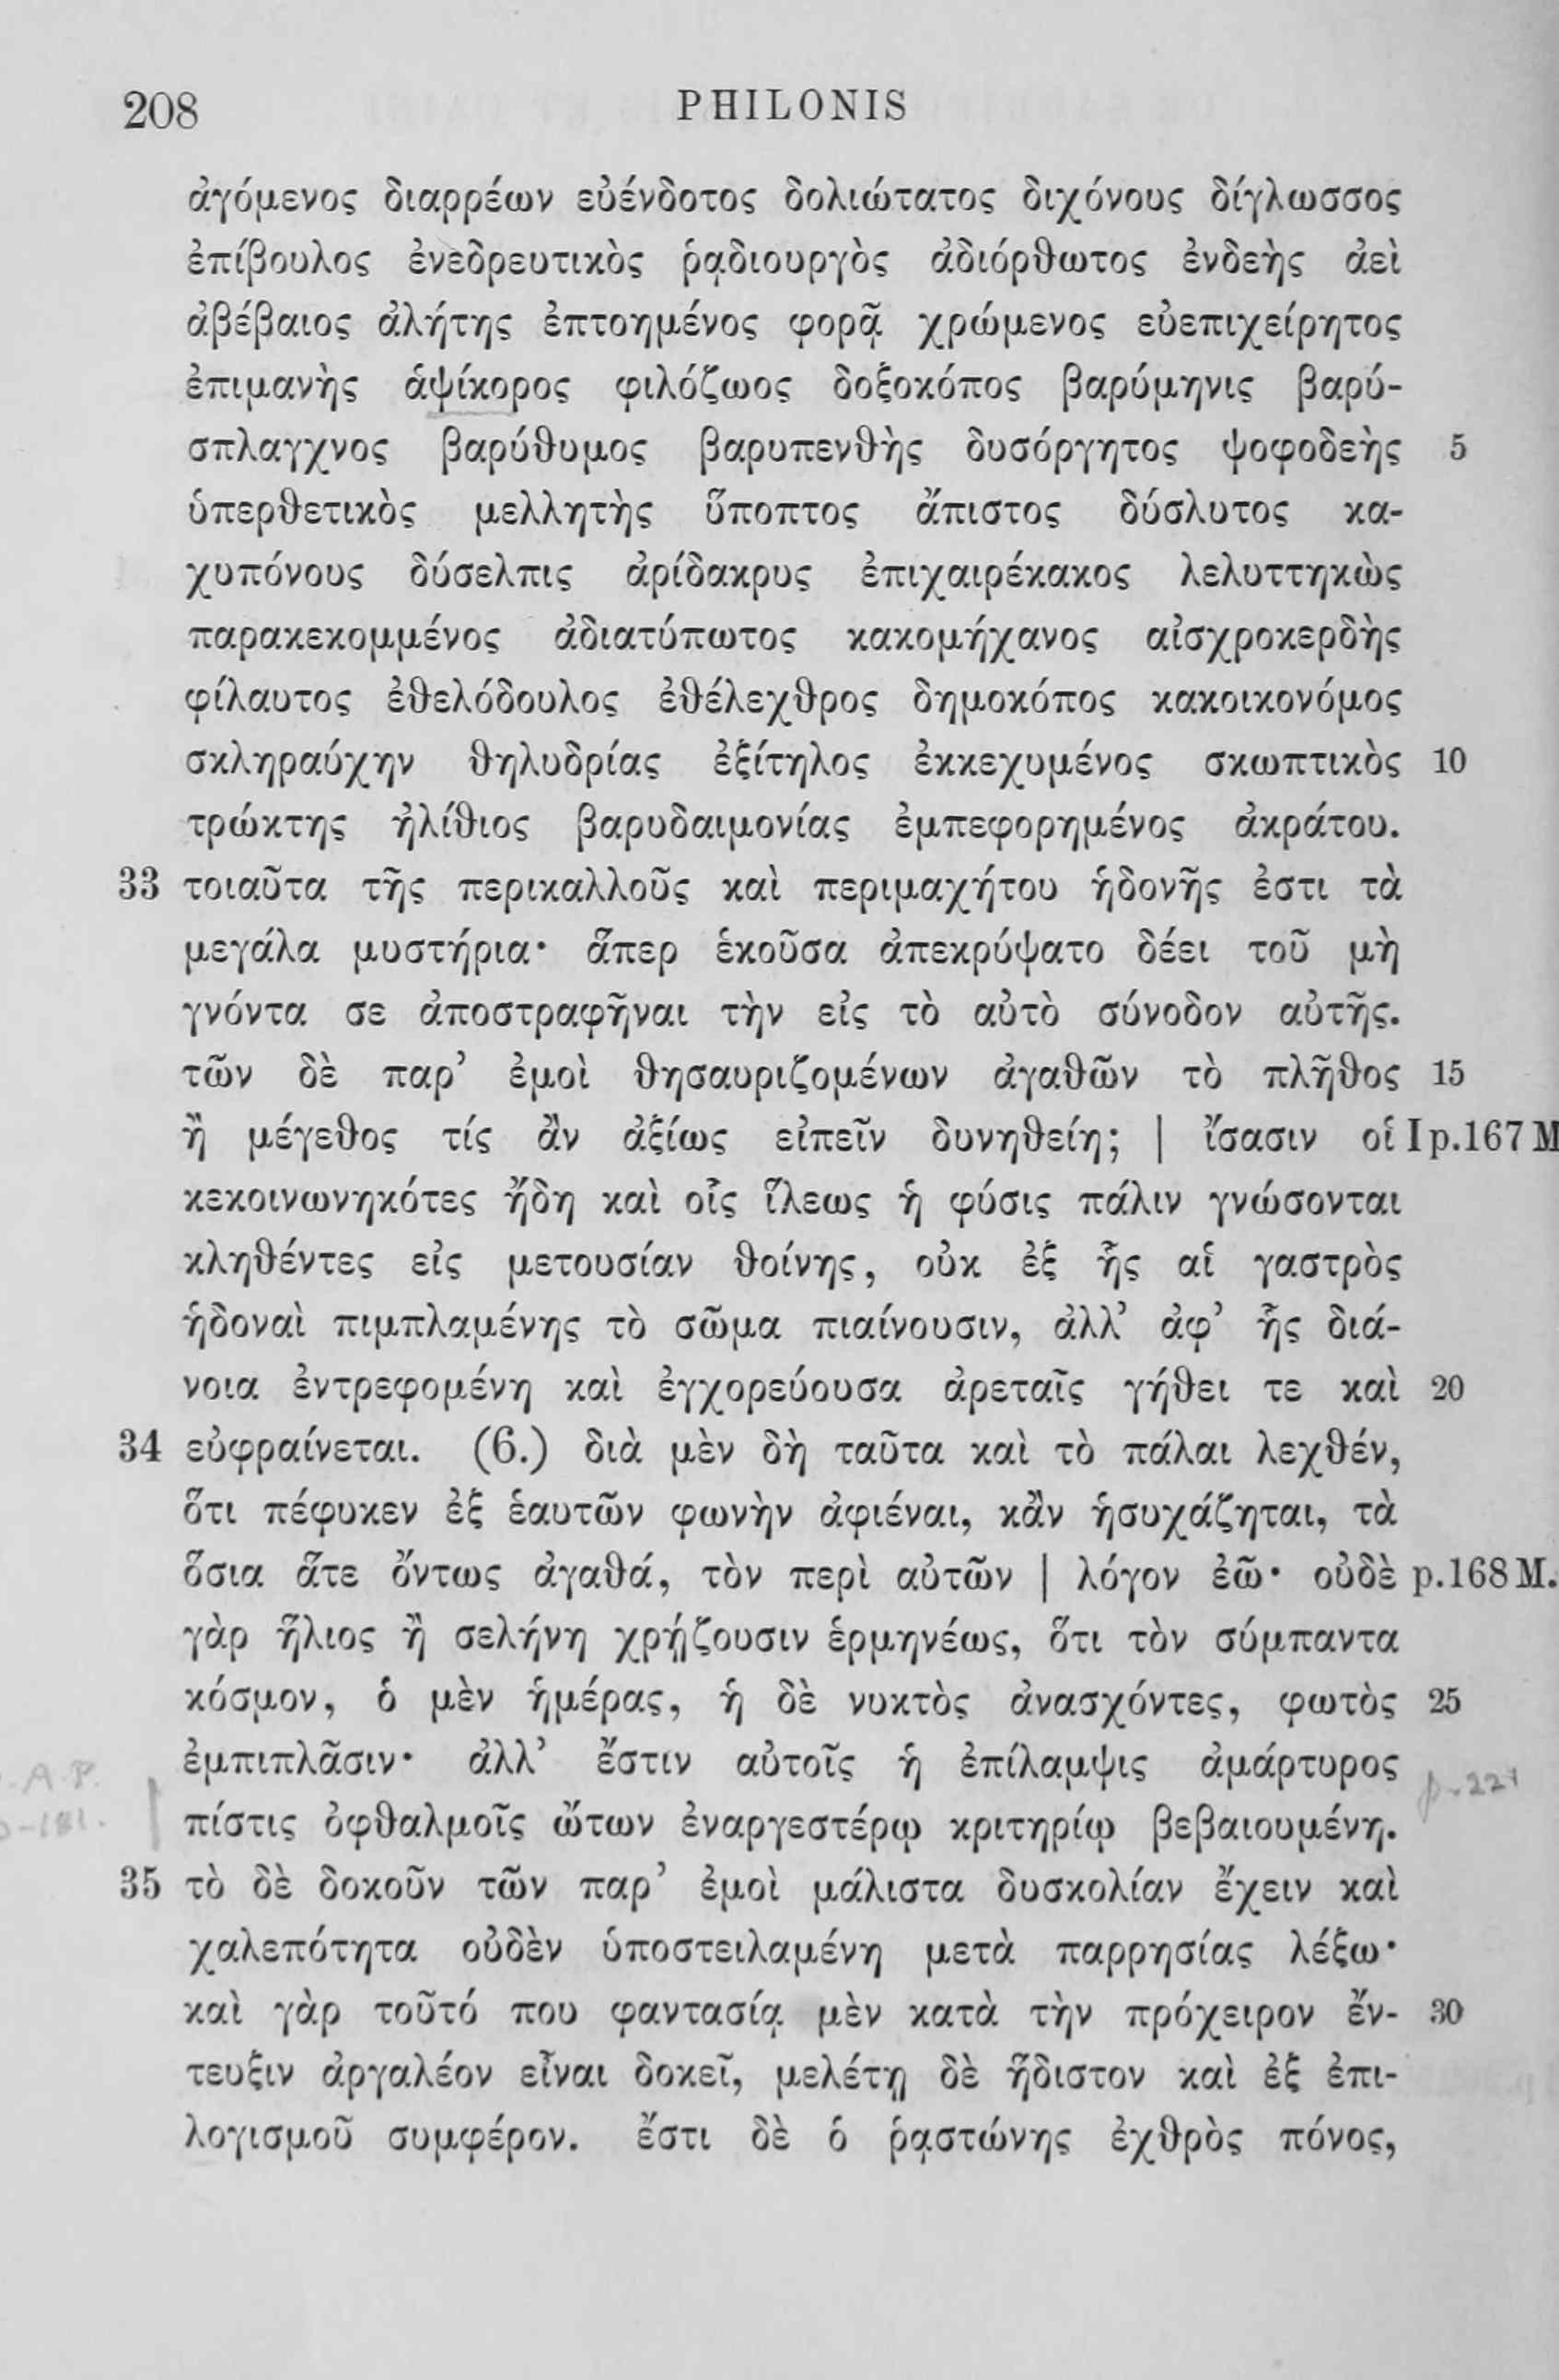 208 PHILONIS
ἀγόμενος διαρρέων εὐένδοτος δολιώτατος διχόνους δίγλωσσος
ἐπίβουλος ἐνεδρευτικὸς ῥᾳδιουργὸς ἀδιόρθωτος ἐνδεὴς ἀεὶ
ἀβέβαιος ἀλήτης ἐπτοημένος φορᾷ χρώμενος εὐεπιχείρητος
ἐπιμανὴς ἁψίκορος φιλόζωος δοξοκόπος βαρύμηνις βαρύ-
σπλαγχνος βαρύθυμος βαρυπενθὴς δυσόργητος ψοφοδεὴς 5
ὑπερθετικὸς μελλητὴς ὕποπτος ἄπιστος δύσλυτος κα-
χυπόνους δύσελπις ἀρίδακρυς ἐπιχαιρέκακος λελυττηκὼς
παρακεκομμένος ἀδιατύπωτος κακομήχανος αἰσχροκερδὴς
φίλαυτος ἐθελόδουλος ἐθέλεχθρος δημοκόπος κακοικονόμος
σκληραύχην θηλυδρίας ἐξίτηλος ἐκκεχυμένος σκωπτικὸς 10
τρώκτης ἠλίθιος βαρυδαιμονίας ἐμπεφορημένος ἀκράτου.
33 τοιαῦτα τῆς περικαλλοῦς καὶ περιμαχήτου ἡδονῆς ἐστι τὰ
μεγάλα μυστήρια· ἅπερ ἑκοῦσα ἀπεκρύψατο δέει τοῦ μὴ
γνόντα σε ἀποστραφῆναι τὴν εἰς τὸ αὐτὸ σύνοδον αὐτῆς.
τῶν δὲ παρ’ ἐμοὶ θησαυριζομένων ἀγαθῶν τὸ πλῆθος 15
ἢ μέγεθος τίς ἂν ἀξίως εἰπεῖν δυνηθείη; | ἴσασιν οἱ I p.167 M
κεκοινωνηκότες ἤδη καὶ οἷς ἵλεως ἡ φύσις πάλιν γνώσονται
κληθέντες εἰς μετουσίαν θοίνης, οὐκ ἐξ ἧς αἱ γαστρὸς
ἡδοναὶ πιμπλαμένης τὸ σῶμα πιαίνουσιν, ἀλλ’ ἀφ’ ἧς διά-
νοια ἐντρεφομένη καὶ ἐγχορεύουσα ἀρεταῖς γήθει τε καὶ 20
34 εὐφραίνεται. (6.) διὰ μὲν δὴ ταῦτα καὶ τὸ πάλαι λεχθέν,
ὅτι πέφυκεν ἐξ ἑαυτῶν φωνὴν ἀφιέναι, κἂν ἡσυχάζηται, τὰ
ὅσια ἅτε ὄντως ἀγαθά, τὸν περὶ αὐτῶν | λόγον ἐῶ· οὐδὲ p.168 M.
γὰρ ἥλιος ἢ σελήνη χρῄζουσιν ἑρμηνέως, ὅτι τὸν σύμπαντα
κόσμον, ὁ μὲν ἡμέρας, ἡ δὲ νυκτὸς ἀνασχόντες, φωτὸς 25
ἐμπιπλᾶσιν· ἀλλ’ ἔστιν αὐτοῖς ἡ ἐπίλαμψις ἀμάρτυρος
πίστις ὀφθαλμοῖς ὤτων ἐναργεστέρῳ κριτηρίῳ βεβαιουμένη.
35 τὸ δὲ δοκοῦν τῶν παρ’ ἐμοὶ μάλιστα δυσκολίαν ἔχειν καὶ
χαλεπότητα οὐδὲν ὑποστειλαμένη μετὰ παρρησίας λέξω·
καὶ γὰρ τοῦτό που φαντασίᾳ μὲν κατὰ τὴν πρόχειρον ἔν- 30
τευξιν ἀργαλέον εἶναι δοκεῖ, μελέτῃ δὲ ἥδιστον καὶ ἐξ ἐπι-
λογισμοῦ συμφέρον. ἔστι δὲ ὁ ῥᾳστώνης ἐχθρὸς πόνος,